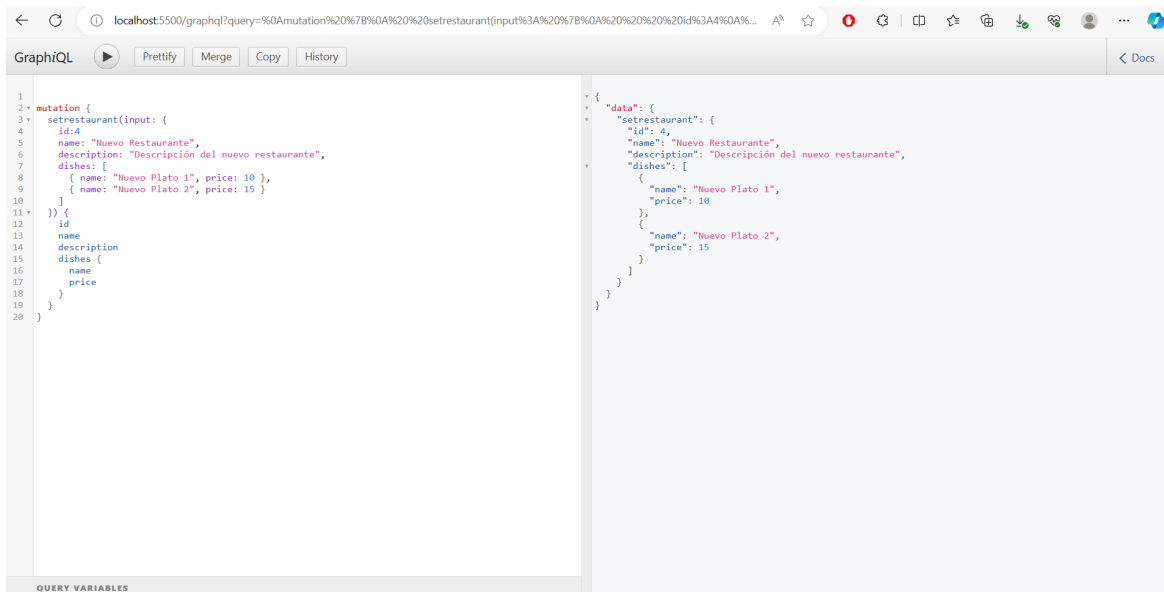 localhost:5500/graphql?query=%0Amutation%20%7B%0A%20%20setrestaurant(input%3A%20%7B%0A%20%20%20%20id%3A4%0A%...
GraphiQL
Prettify
Merge
Copy
History
< Docs
1
2 mutation {
3 setrestaurant(input: {
4 id:4
5 name: "Nuevo Restaurante",
6 description: "Descripción del nuevo restaurante",
7 dishes: [
8 { name: "Nuevo Plato 1", price: 10 },
9 { name: "Nuevo Plato 2", price: 15 }
10 ]
11 }) {
12 id
13 name
14 description
15 dishes {
16 name
17 price
18 }
19 }
20 }
{
"data": {
"setrestaurant": {
"id": 4,
"name": "Nuevo Restaurante",
"description": "Descripción del nuevo restaurante",
"dishes": [
{
"name": "Nuevo Plato 1",
"price": 10
},
{
"name": "Nuevo Plato 2",
"price": 15
}
]
}
}
}
QUERY VARIABLES